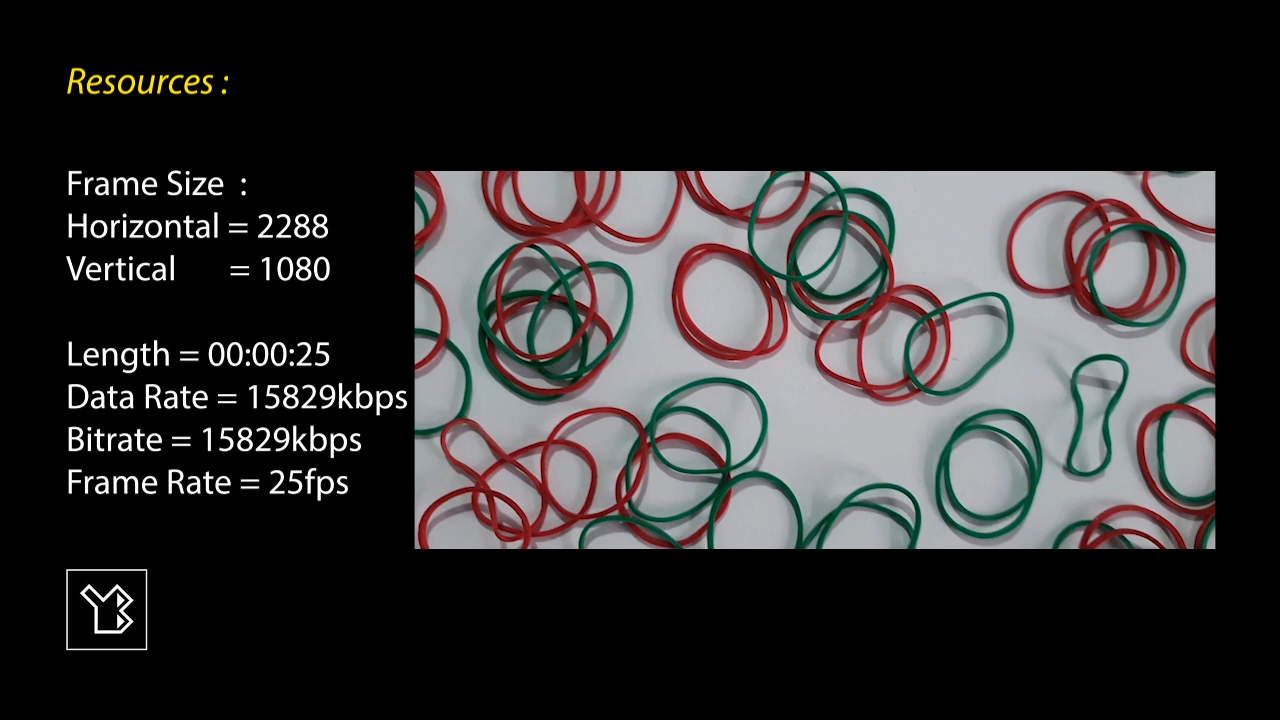 Resources :
Frame Size :
Horizontal = 2288
Vertical = 1080
Length = 00:00:25
Data Rate = 15829kbps
Bitrate = 15829kbps
Frame Rate = 25fps